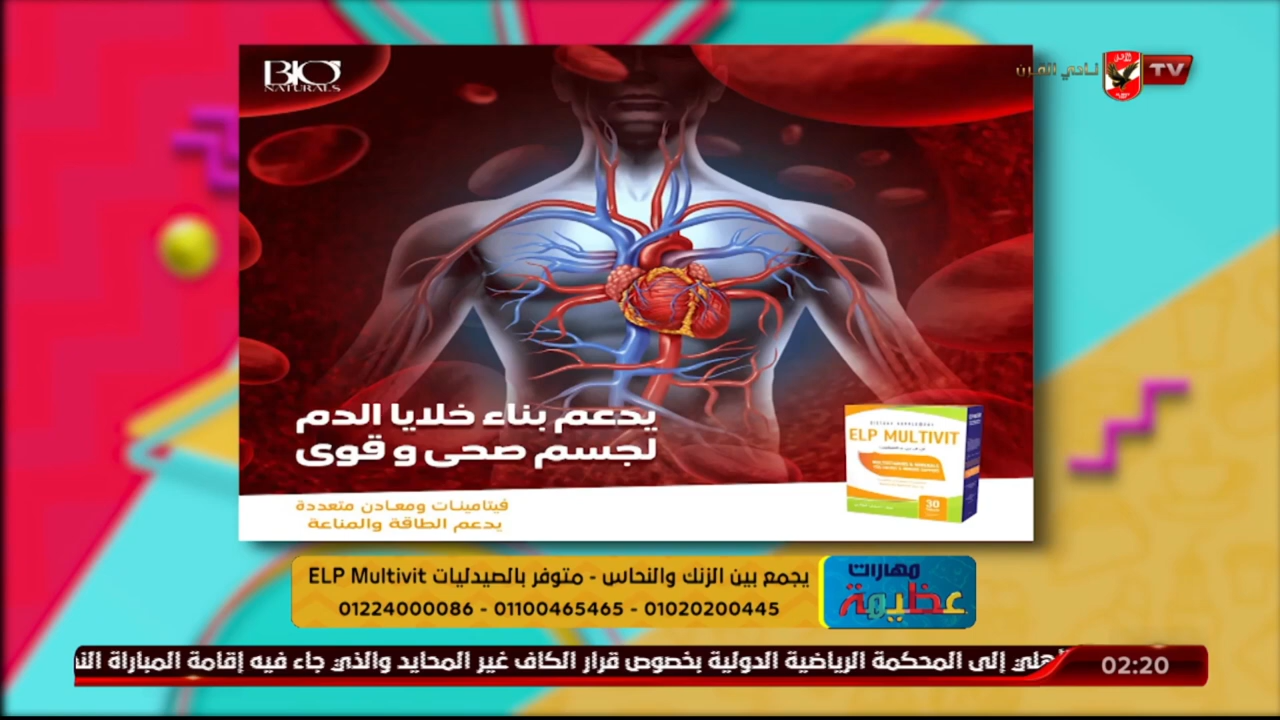 BIO
NATURALS
نادي القرن
TV
يدعم بناء خلايا الدم
لجسم صحى و قوى
فيتامينات ومعادن متعددة
يدعم الطاقة والمناعة
DIETARY SUPPLEMENT
ELP MULTIVIT
30
يجمع بين الزنك والنحاس - متوفر بالصيدليات ELP Multivit
01224000086 - 01100465465 - 01020200445
مهارات
عظيمة
إلى المحكمة الرياضية الدولية بخصوص قرار الكاف غير المحايد والذي جاء فيه إقامة المباراة
02:20